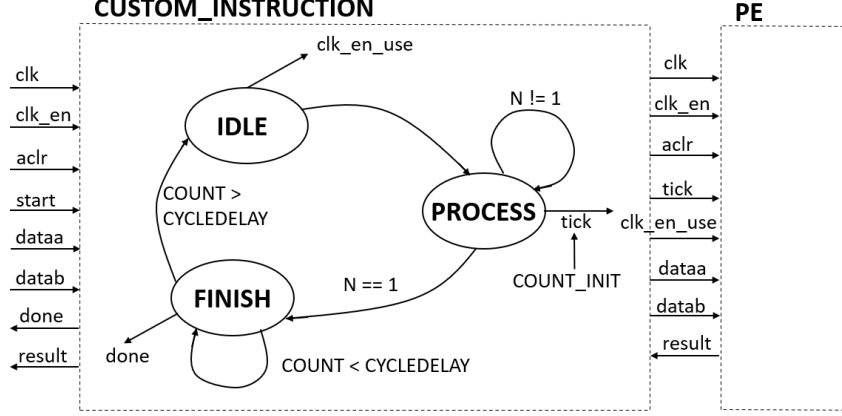 CUSTOM_INSTRUCTION
PE
clk
clk_en
aclr
start
dataa
datab
done
result
clk_en_use
IDLE
N != 1
COUNT >
CYCLEDELAY
PROCESS
tick
COUNT_INIT
FINISH
N == 1
done
COUNT < CYCLEDELAY
clk
clk_en
aclr
tick
clk_en_use
dataa
datab
result